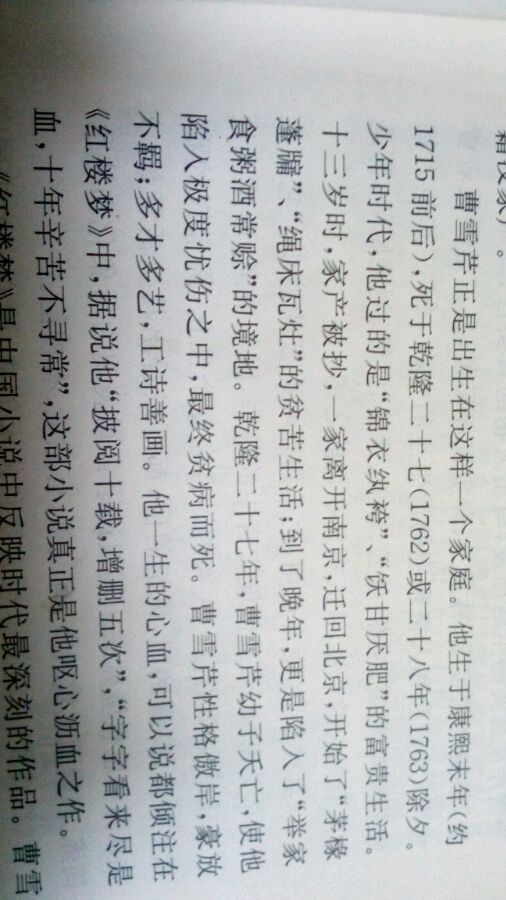 曹雪芹正是出生在这样一个家庭。他生于康熙末年(约
1715前后),死于乾隆二十七(1762)或二十八年(1763)除夕。
少年时代,他过的是“锦衣纨袴”、“饫甘厌肥”的富贵生活。
十三岁时,家产被抄,一家离开南京,迁回北京,开始了“茅椽
蓬牖”、“绳床瓦灶”的贫苦生活;到了晚年,更是陷入了“举家
食粥酒常赊”的境地。乾隆二十七年,曹雪芹幼子夭亡,使他
陷入极度忧伤之中,最终贫病而死。曹雪芹性格傲岸,豪放
不羁;多才多艺,工诗善画。他一生的心血,可以说都倾注在
《红楼梦》中,据说他“披阅十载,增删五次”,“字字看来尽是
血,十年辛苦不寻常”,这部小说真正是他呕心沥血之作。
《红楼梦》是中国小说中反映时代最深刻的作品。曹雪